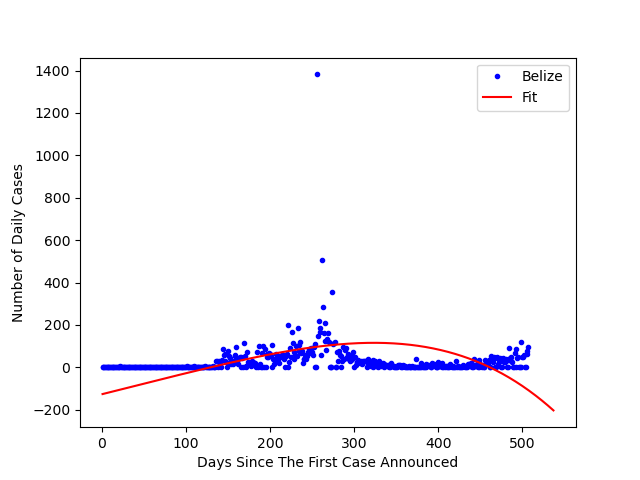 1400
1200
1000
800
600
400
200
0
−200
Number of Daily Cases
Belize
Fit
0 100 200 300 400 500
Days Since The First Case Announced